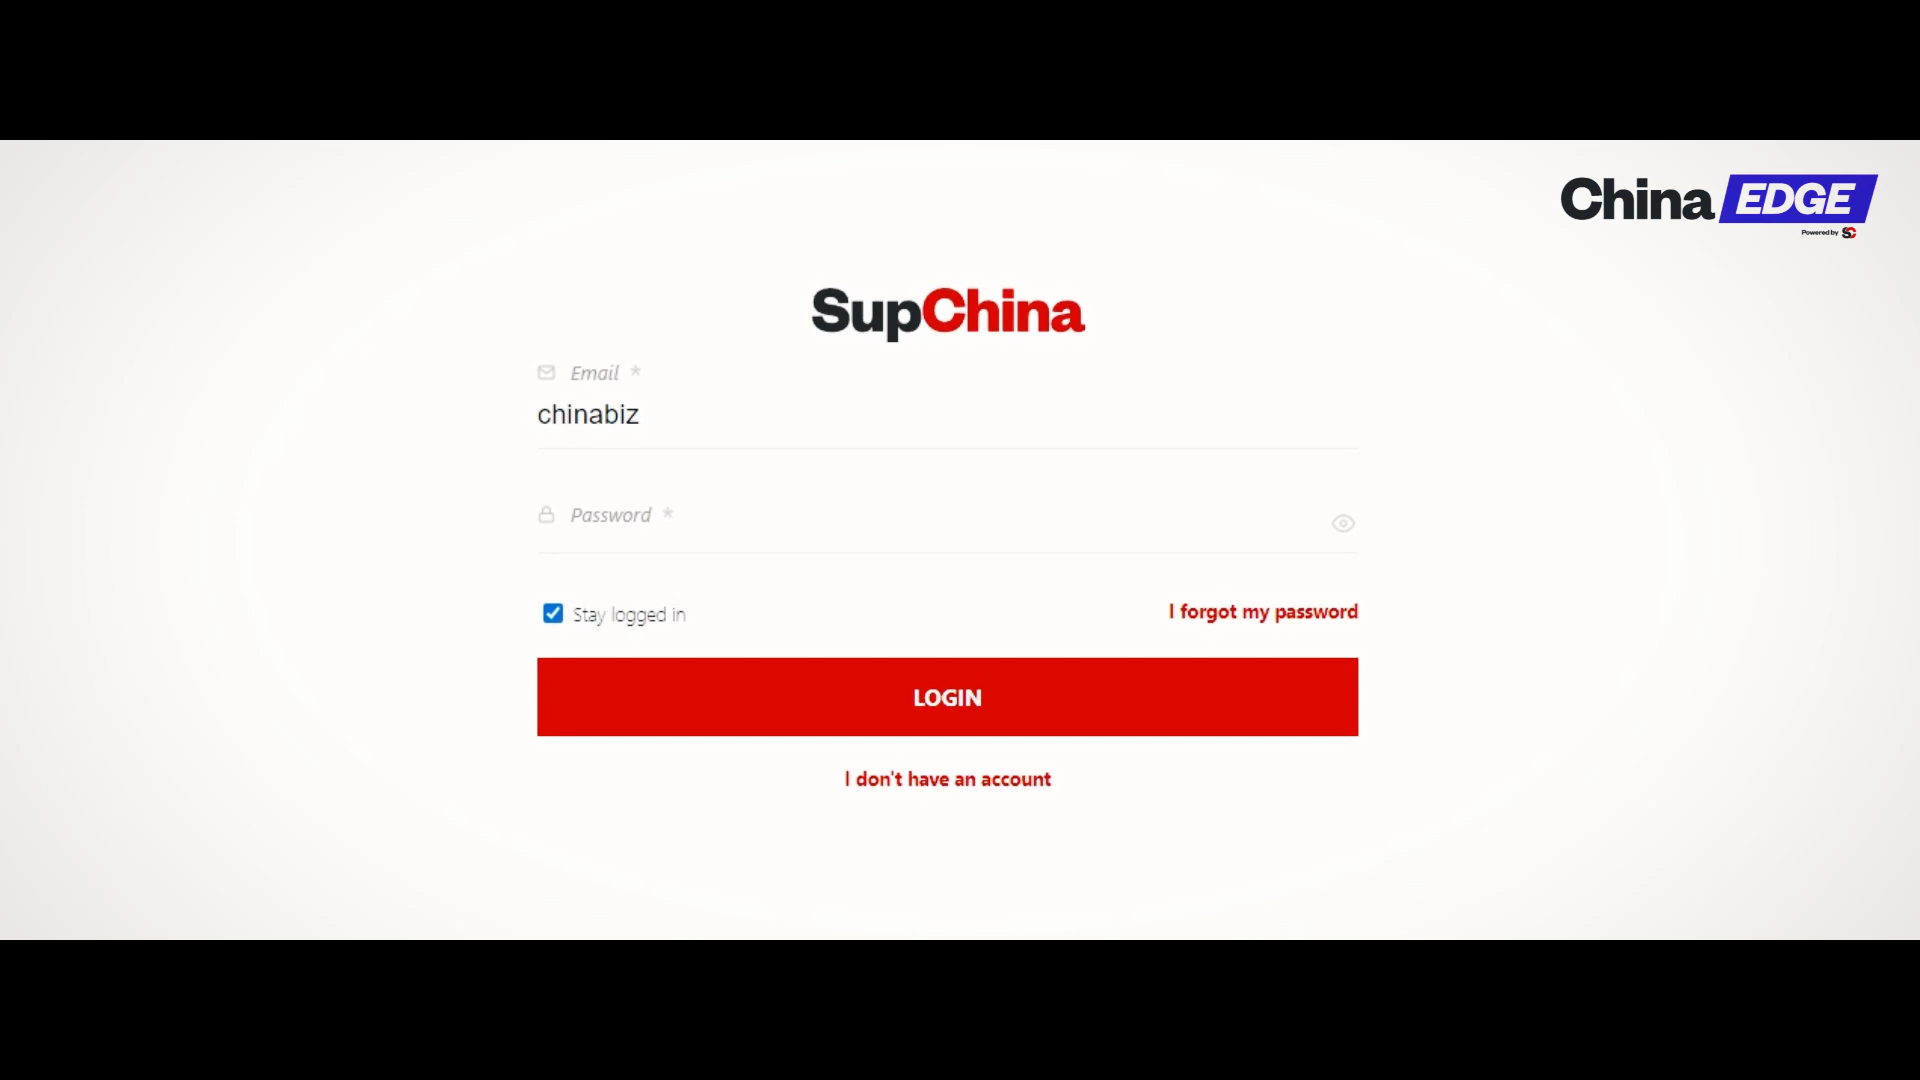 China EDGE
Powered by SC
SupChina
Email *
chinabiz
Password *
Stay logged in
I forgot my password
LOGIN
I don't have an account